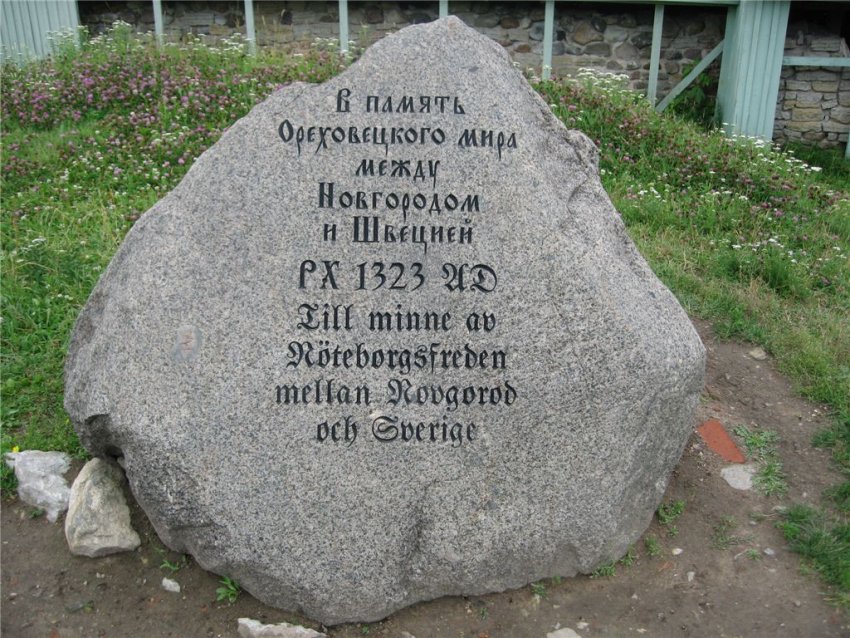 В память
Ореховецкого мира
между
Новгородом
и Швецией
РХ 1323 AD
Till minne av
Nöteborgsfreden
mellan Novgorod
och Sverige